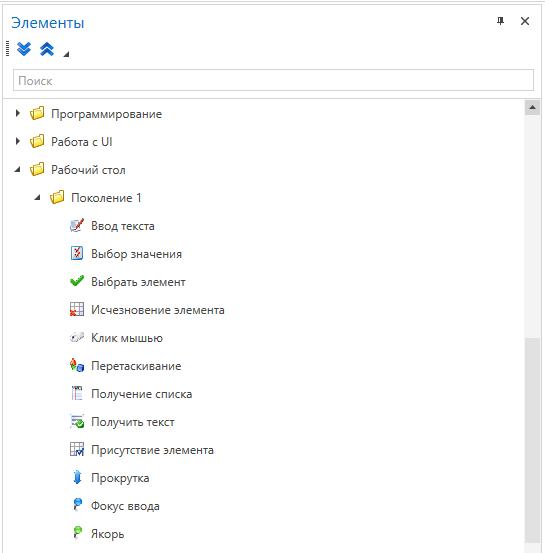 Элементы
Поиск
Программирование
Работа с UI
Рабочий стол
Поколение 1
Ввод текста
Выбор значения
Выбрать элемент
Исчезновение элемента
Клик мышью
Перетаскивание
Получение списка
Получить текст
Присутствие элемента
Прокрутка
Фокус ввода
Якорь